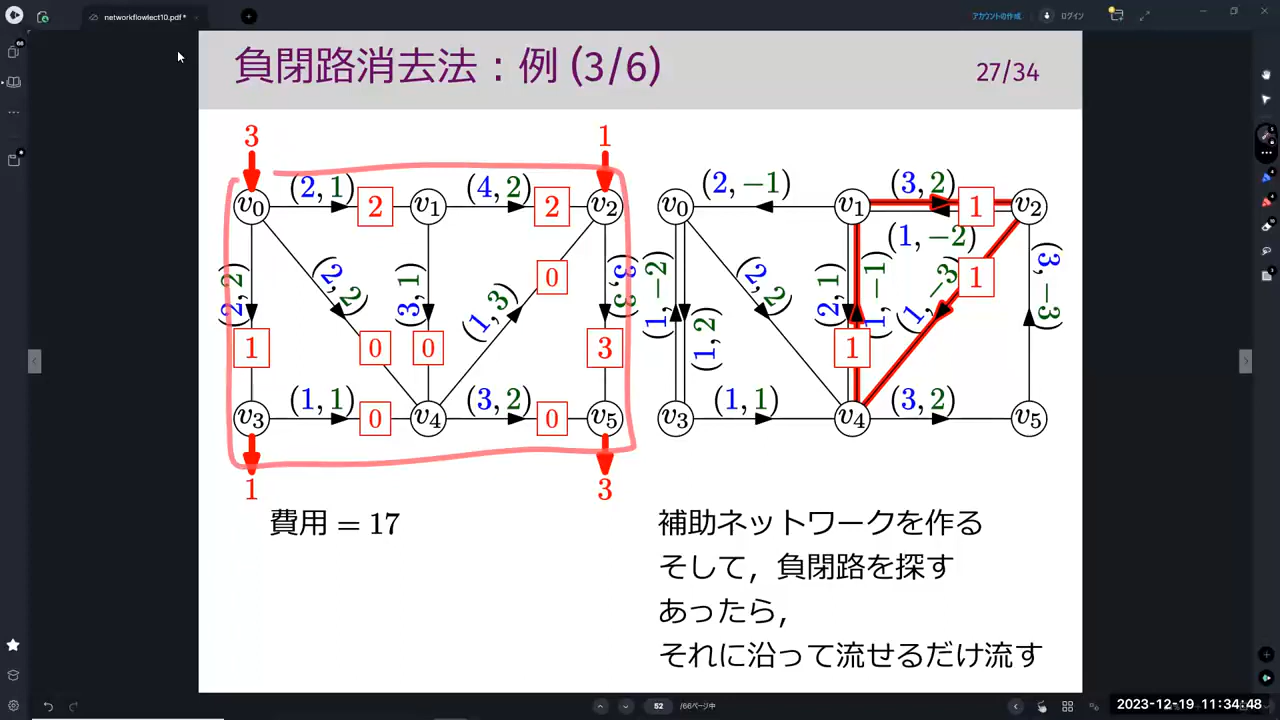 networkflowlect10.pdf*
アカウントの作成
ログイン
負閉路消去法：例 (3/6)
27/34
3
1
(2, 1)
(4, 2)
v0
2
v1
2
v2
(2, 2)
(2, 2)
(3, 1)
(1, 3)
0
(3, 3)
1
0
0
3
(1, 1)
(3, 2)
v3
0
v4
0
v5
1
3
費用 = 17
(2, −1)
(3, 2)
v0
v1
1
v2
(1, −2)
(1, −2)
(1, 2)
(2, 2)
(2, 1)
(1, −1)
(1, −3)
1
(3, −3)
1
(1, 1)
(3, 2)
v3
v4
v5
補助ネットワークを作る
そして，負閉路を探す
あったら，
それに沿って流せるだけ流す
52
/66ページ中
2023-12-19 11:34:48